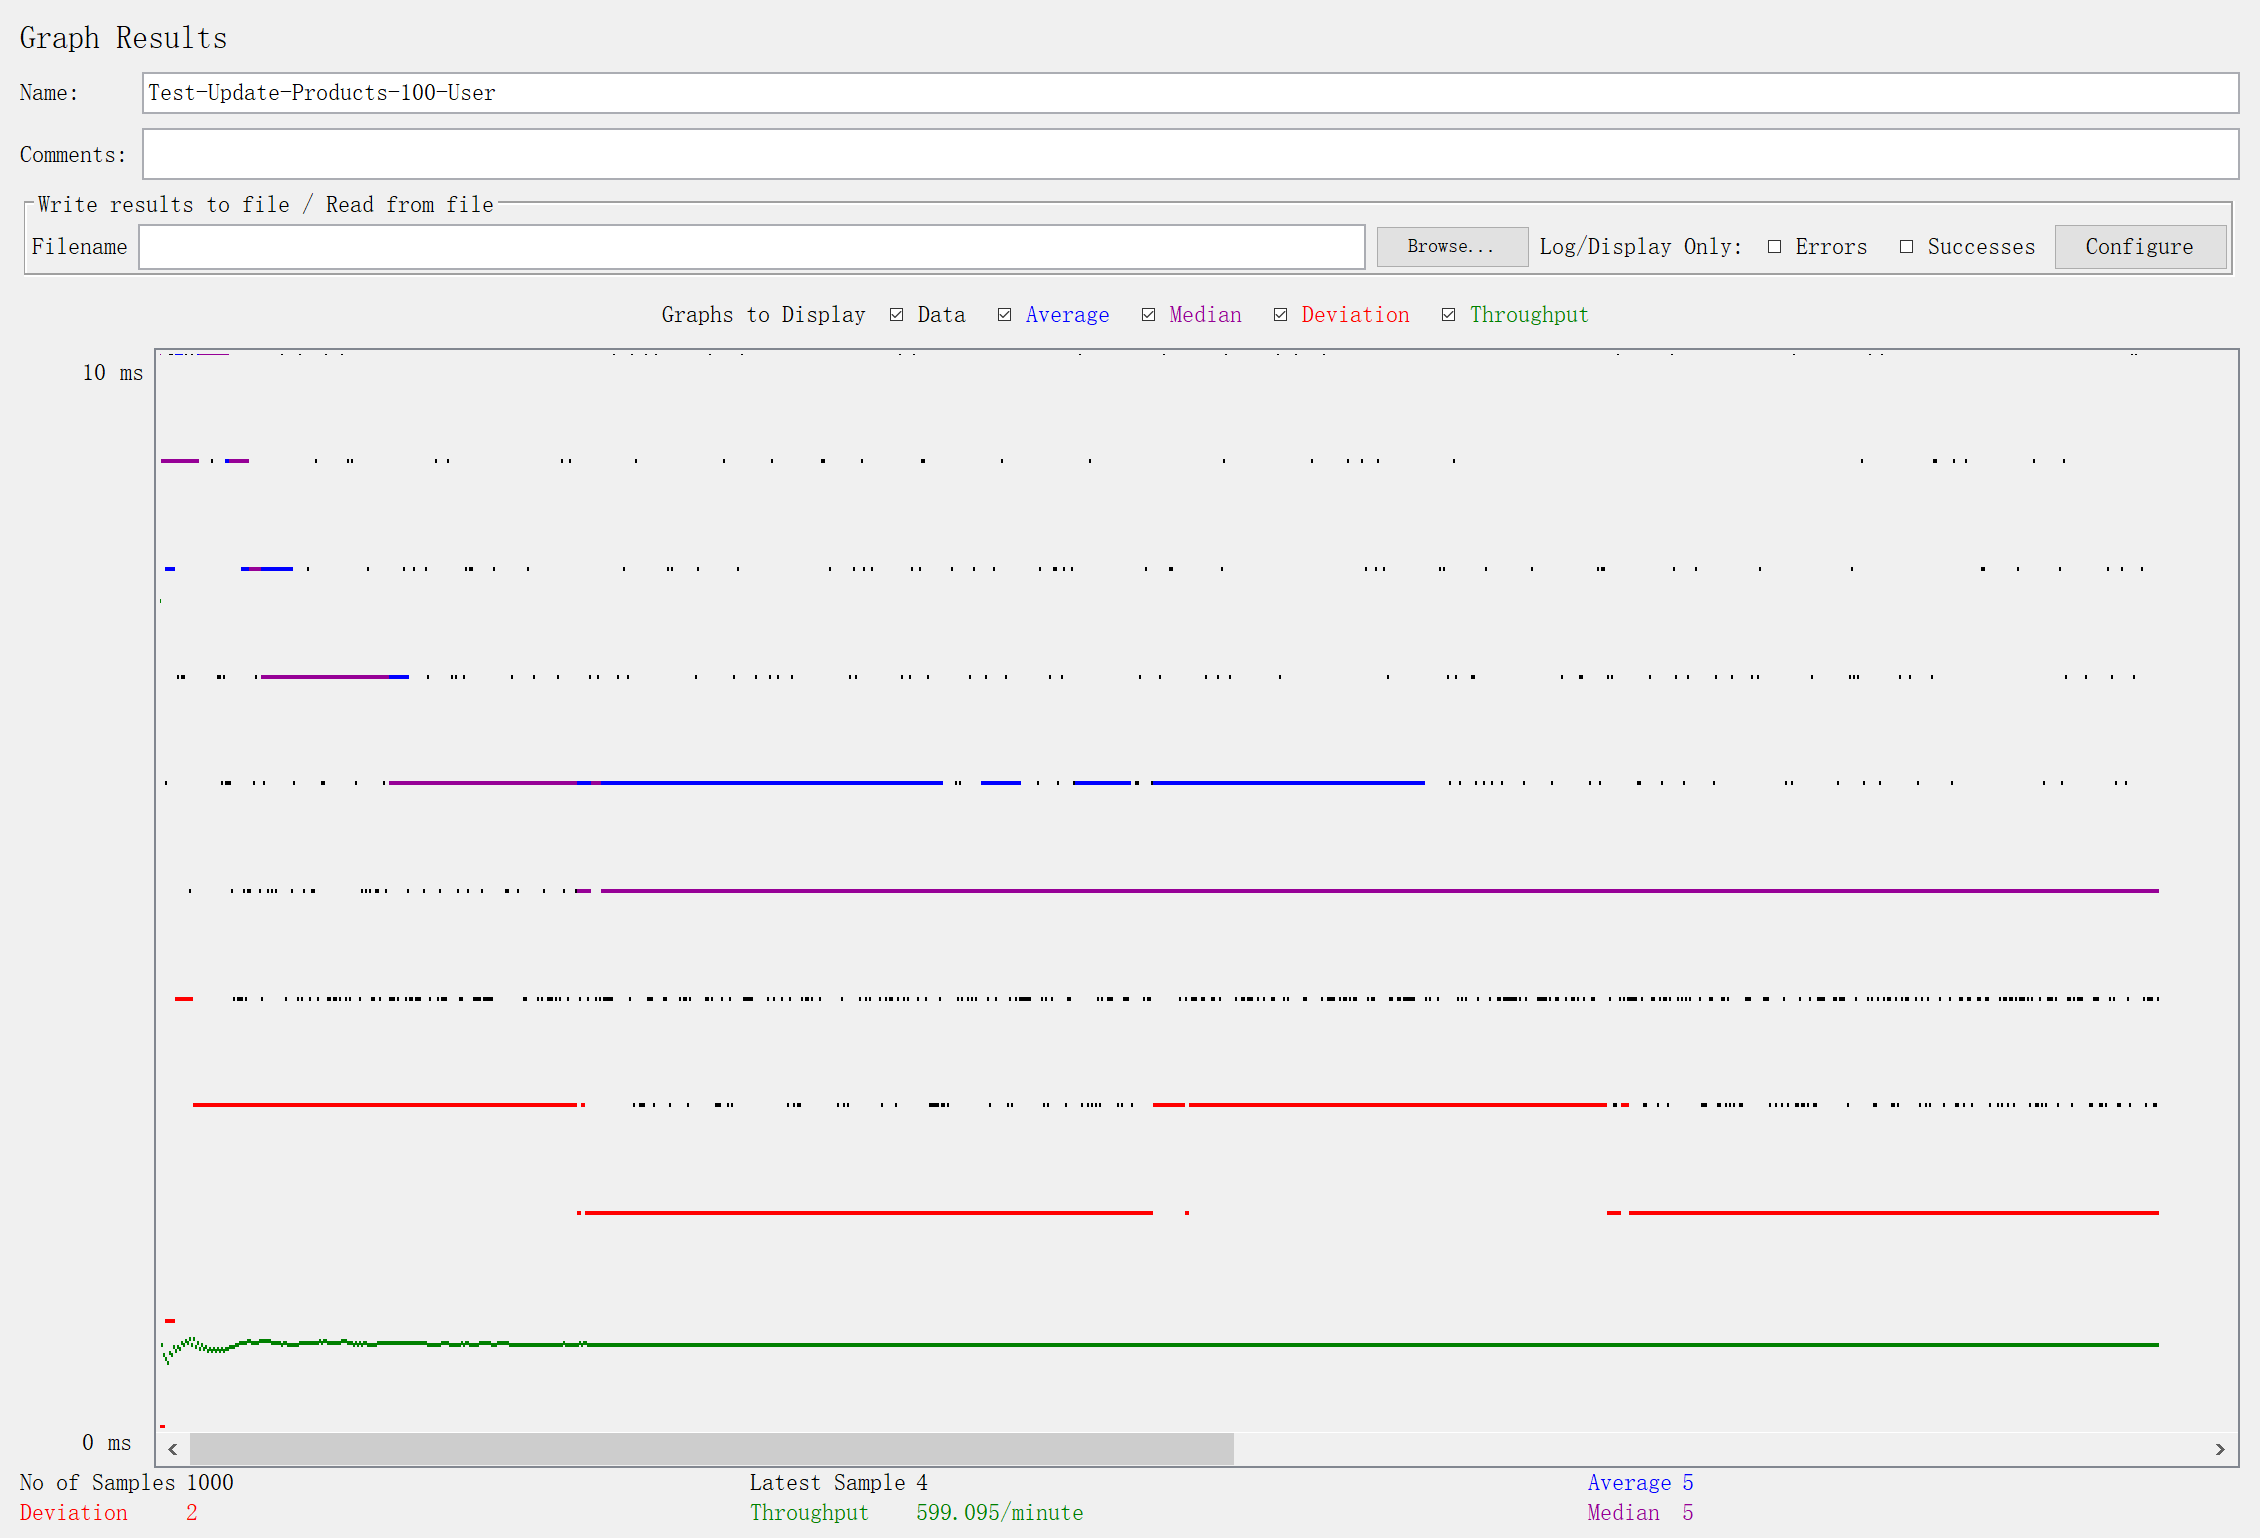 Graph Results
Name: Test-Update-Products-100-User
Comments:
Write results to file / Read from file
Filename Browse... Log/Display Only: Errors Successes Configure
Graphs to Display Data Average Median Deviation Throughput
10 ms
0 ms
No of Samples 1000 Latest Sample 4 Average 5
Deviation 2 Throughput 599.095/minute Median 5